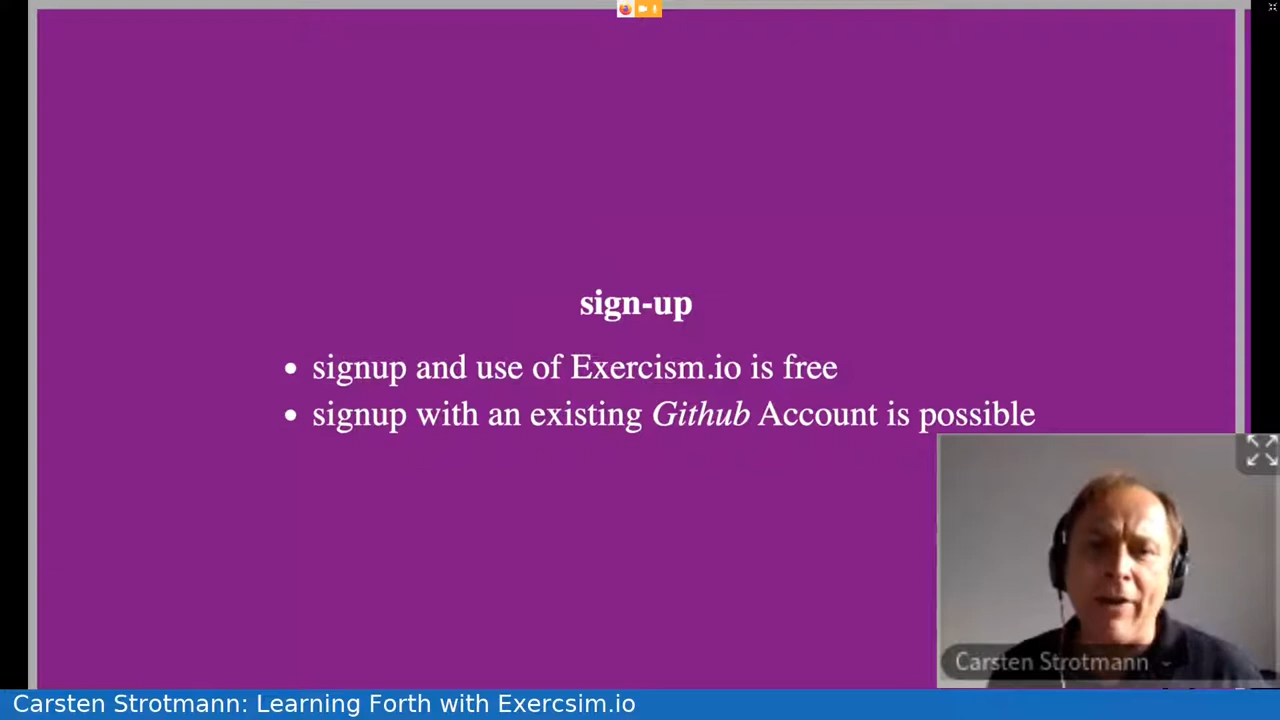 sign-up
• signup and use of Exercism.io is free
• signup with an existing Github Account is possible
Carsten Strotmann
Carsten Strotmann: Learning Forth with Exercsim.io